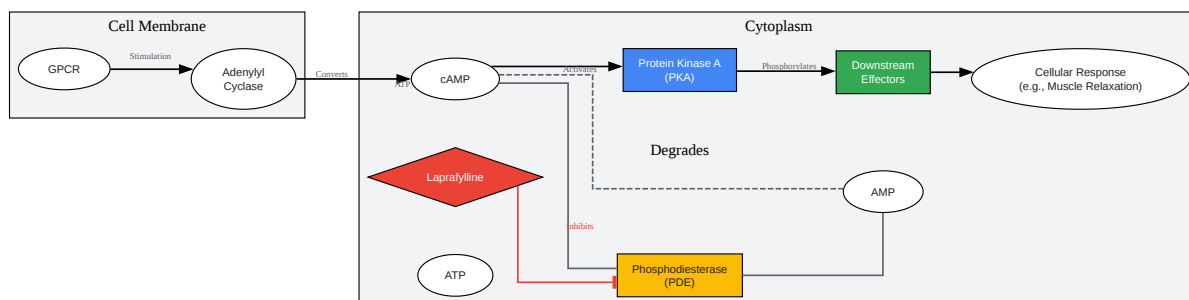 Cell Membrane
Cytoplasm
GPCR
Stimulation
Adenylyl
Cyclase
Converts
ATP
cAMP
Activates
Protein Kinase A
(PKA)
Phosphorylates
Downstream
Effectors
Cellular Response
(e.g., Muscle Relaxation)
Degrades
Laprafylline
AMP
Inhibits
ATP
Phosphodiesterase
(PDE)